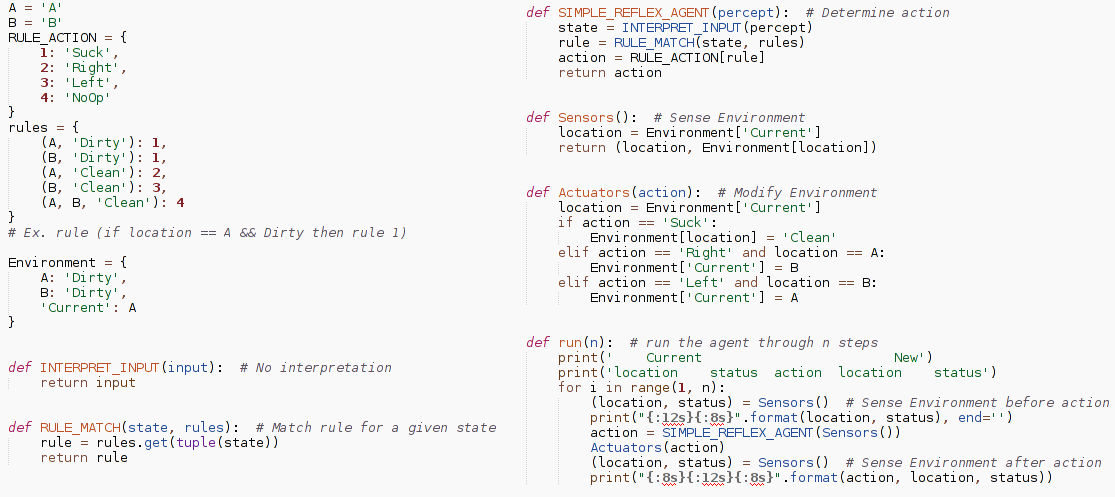 A = 'A'
B = 'B'
RULE_ACTION = {
    1: 'Suck',
    2: 'Right',
    3: 'Left',
    4: 'NoOp'
}
rules = {
    (A, 'Dirty'): 1,
    (B, 'Dirty'): 1,
    (A, 'Clean'): 2,
    (B, 'Clean'): 3,
    (A, B, 'Clean'): 4
}
# Ex. rule (if location == A && Dirty then rule 1)

Environment = {
    A: 'Dirty',
    B: 'Dirty',
    'Current': A
}

def INTERPRET_INPUT(input):  # No interpretation
    return input

def RULE_MATCH(state, rules):  # Match rule for a given state
    rule = rules.get(tuple(state))
    return rule

def SIMPLE_REFLEX_AGENT(percept):  # Determine action
    state = INTERPRET_INPUT(percept)
    rule = RULE_MATCH(state, rules)
    action = RULE_ACTION[rule]
    return action

def Sensors():  # Sense Environment
    location = Environment['Current']
    return (location, Environment[location])

def Actuators(action):  # Modify Environment
    location = Environment['Current']
    if action == 'Suck':
        Environment[location] = 'Clean'
    elif action == 'Right' and location == A:
        Environment['Current'] = B
    elif action == 'Left' and location == B:
        Environment['Current'] = A

def run(n):  # run the agent through n steps
    print('    Current                        New')
    print('location    status  action  location    status')
    for i in range(1, n):
        (location, status) = Sensors()  # Sense Environment before action
        print("{:12s}{:8s}".format(location, status), end='')
        action = SIMPLE_REFLEX_AGENT(Sensors())
        Actuators(action)
        (location, status) = Sensors()  # Sense Environment after action
        print("{:8s}{:12s}{:8s}".format(action, location, status))